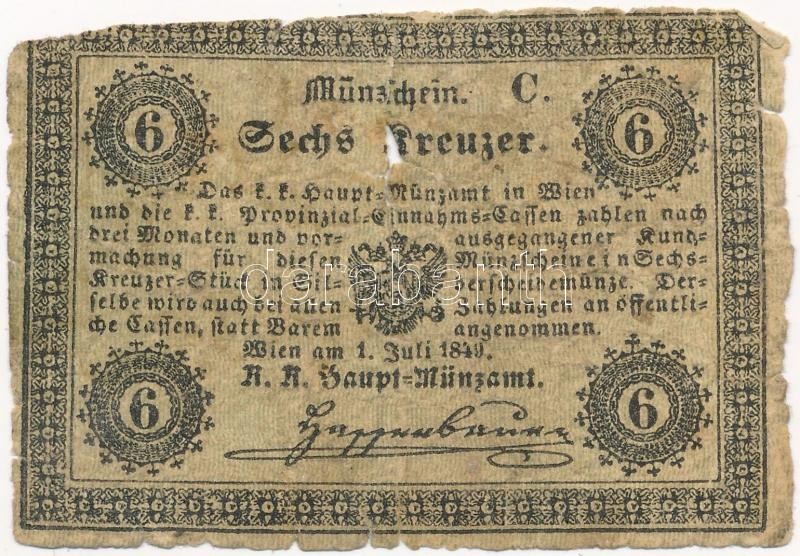 Münzschein. C.
6 6
Sechs Kreuzer.
Das k. k. Haupt-Münzamt in Wien
und die k. k. Provinzial-Einnahms-Cassen zahlen nach
drei Monaten und vor- ausgegangener Kund-
machung für diesen Münzschein ein Sechs-
Kreuzer-Stück in Sil- berscheidemünze. Der-
selbe wird auch bei allen Zahlungen an öffentli-
che Cassen, statt Barem angenommen.
Wien am 1. Juli 1849.
K. K. Haupt-Münzamt.
6 6
Hassenbauer
darabanth